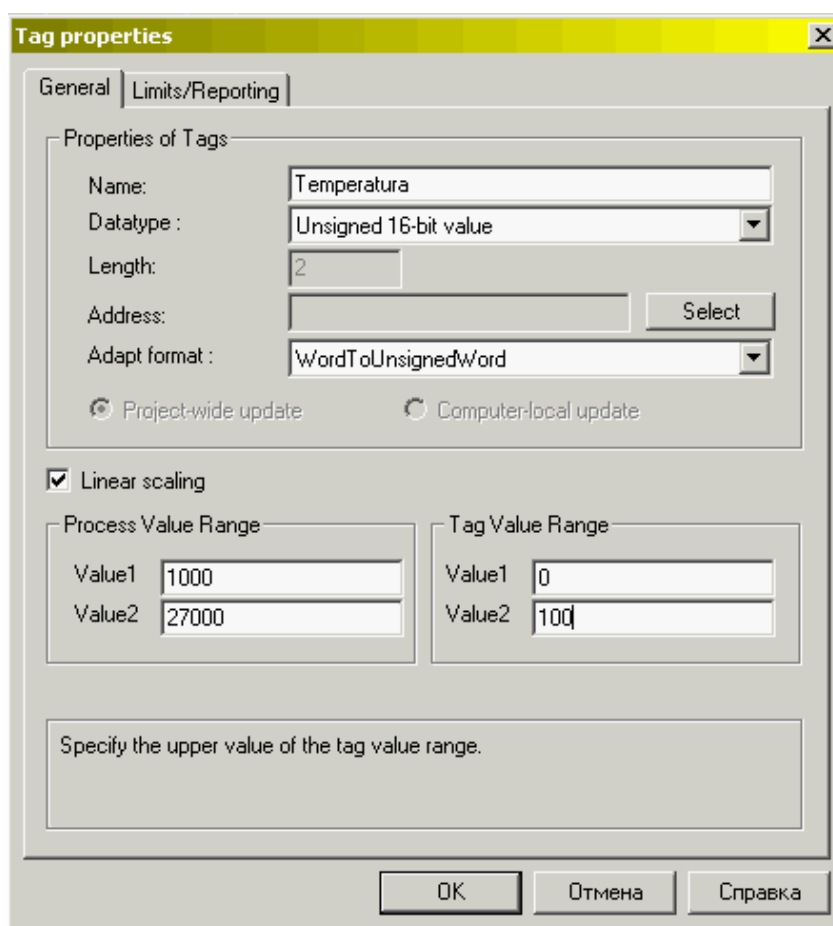 Tag properties
General Limits/Reporting
Properties of Tags
Name: Temperatura
Datatype : Unsigned 16-bit value
Length: 2
Address: Select
Adapt format : WordToUnsignedWord
Project-wide update Computer-local update
Linear scaling
Process Value Range Tag Value Range
Value1 1000 Value1 0
Value2 27000 Value2 100
Specify the upper value of the tag value range.
OK Отмена Справка